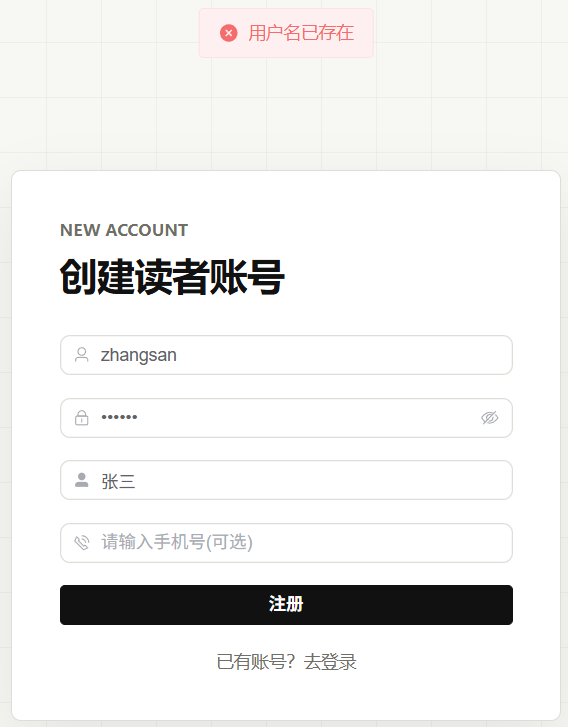 用户名已存在
NEW ACCOUNT
创建读者账号
zhangsan
••••••
张三
请输入手机号(可选)
注册
已有账号？去登录